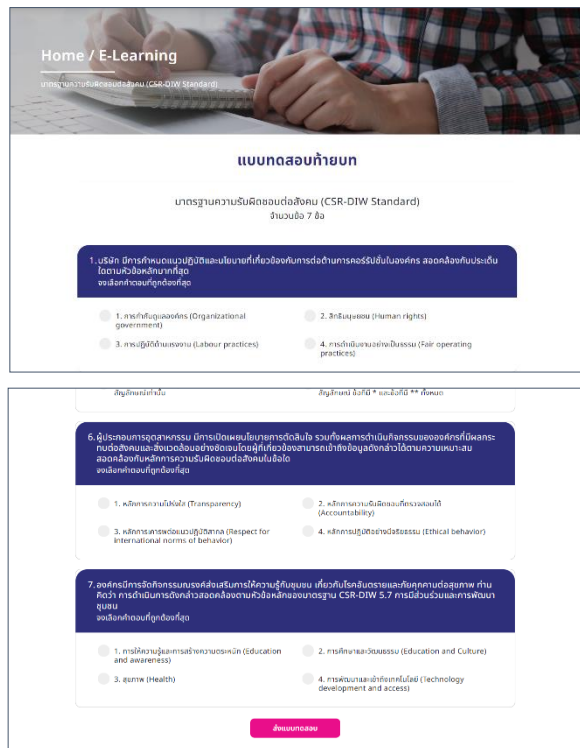 Home / E-Learning
มาตรฐานความรับผิดชอบต่อสังคม (CSR-DIW Standard)
แบบทดสอบท้ายบท
มาตรฐานความรับผิดชอบต่อสังคม (CSR-DIW Standard)
จำนวนข้อ 7 ข้อ
1. บริษัท มีการกำหนดแนวปฏิบัติและนโยบายที่เกี่ยวข้องกับการต่อต้านการคอร์รัปชั่นในองค์กร สอดคล้องกับประเด็น
ใดตามหัวข้อหลักมากที่สุด
จงเลือกคำตอบที่ถูกต้องที่สุด
1. การกำกับดูแลองค์กร (Organizational
government)
2. สิทธิมนุษยชน (Human rights)
3. การปฏิบัติด้านแรงงาน (Labour practices)
4. การดำเนินงานอย่างเป็นธรรม (Fair operating
practices)
สัญลักษณ์เท่านั้น
สัญลักษณ์ ข้อที่มี * และข้อที่มี ** ทั้งหมด
6. ผู้ประกอบการอุตสาหกรรม มีการเปิดเผยนโยบายการตัดสินใจ รวมทั้งผลการดำเนินกิจกรรมขององค์กรที่มีผลกระ
ทบต่อสังคมและสิ่งแวดล้อมอย่างชัดเจนโดยผู้ที่เกี่ยวข้องสามารถเข้าถึงข้อมูลดังกล่าวได้ตามความเหมาะสม
สอดคล้องกับหลักการความรับผิดชอบต่อสังคมในข้อใด
จงเลือกคำตอบที่ถูกต้องที่สุด
1. หลักการความโปร่งใส (Transparency)
2. หลักการความรับผิดชอบที่ตรวจสอบได้
(Accountability)
3. หลักการเคารพต่อแนวปฏิบัติสากล (Respect for
international norms of behavior)
4. หลักการปฏิบัติอย่างมีจริยธรรม (Ethical behavior)
7. องค์กรมีการจัดกิจกรรมรณรงค์ส่งเสริมการให้ความรู้กับชุมชน เกี่ยวกับโรคอันตรายและภัยคุกคามต่อสุขภาพ ท่าน
คิดว่า การดำเนินการดังกล่าวสอดคล้องตามหัวข้อหลักของมาตรฐาน CSR-DIW 5.7 การมีส่วนร่วมและการพัฒนา
ชุมชน
จงเลือกคำตอบที่ถูกต้องที่สุด
1. การให้ความรู้และการสร้างความตระหนัก (Education
and awareness)
2. การศึกษาและวัฒนธรรม (Education and Culture)
3. สุขภาพ (Health)
4. การพัฒนาและเข้าถึงเทคโนโลยี (Technology
development and access)
ส่งแบบทดสอบ